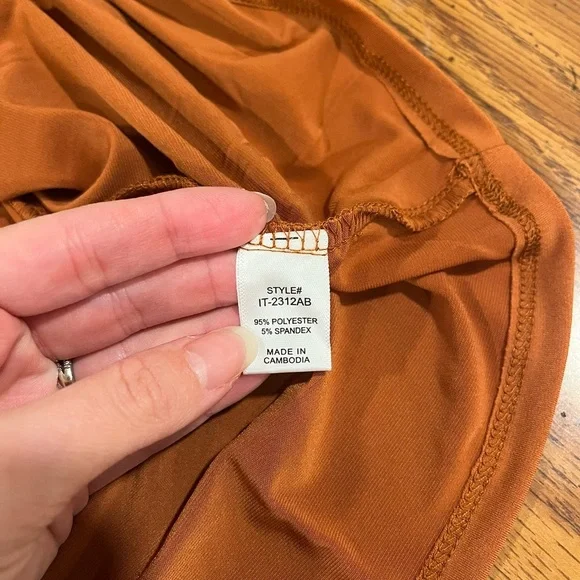 STYLE#
IT-2312AB
95% POLYESTER
5% SPANDEX
MADE IN
CAMBODIA